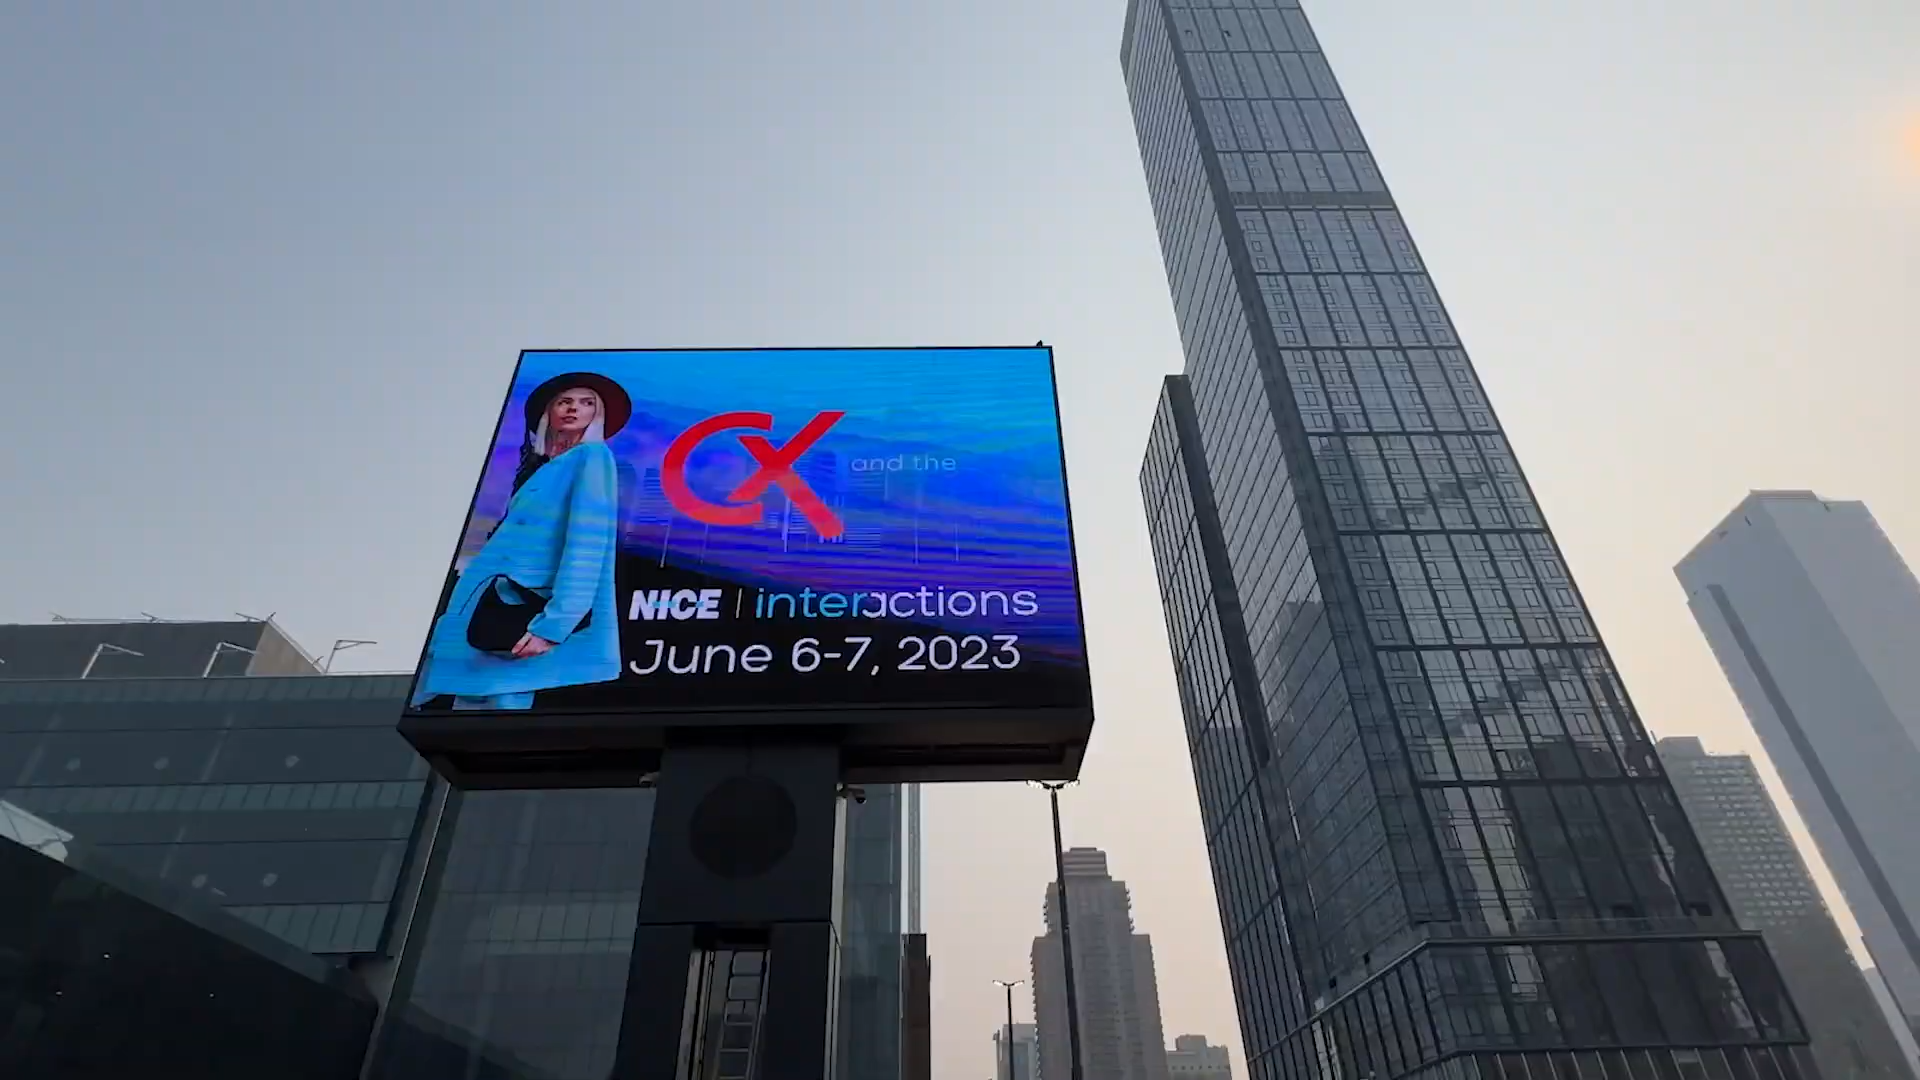 CX and the
NICE | interactions
June 6-7, 2023